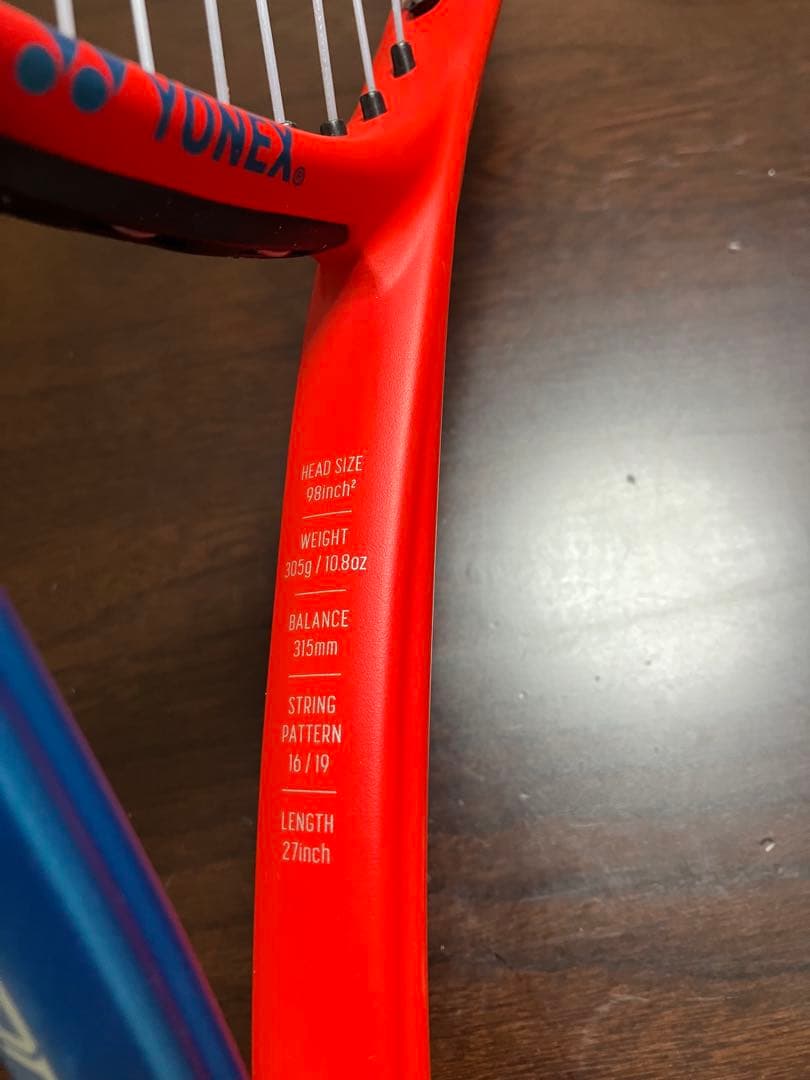 YONEX®
HEAD SIZE
98inch²
WEIGHT
305g / 10.8oz
BALANCE
315mm
STRING
PATTERN
16 / 19
LENGTH
27inch